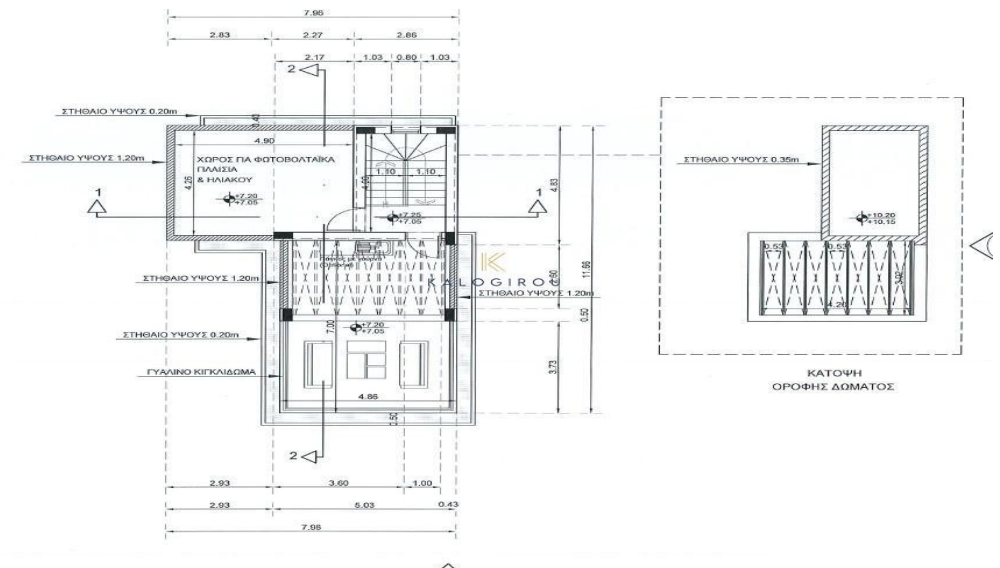 7.96
2.83 2.27 2.86
2.17 1.03 0.80 1.03
2
ΣΤΗΘΑΙΟ ΥΨΟΥΣ 0.20m
0.40
4.90
ΣΤΗΘΑΙΟ ΥΨΟΥΣ 1.20m
ΧΩΡΟΣ ΓΙΑ ΦΩΤΟΒΟΛΤΑΪΚΑ
ΠΛΑΙΣΙΑ
& ΗΛΙΑΚΟΥ
4.25
1.10 1.10
4.83
+7.20
+7.05
+7.25
+7.05
1 1
ΣΤΗΘΑΙΟ ΥΨΟΥΣ 0.35m
+10.20
+10.15
0.53 0.53
4.20
ΣΤΗΘΑΙΟ ΥΨΟΥΣ 1.20m
K
KALOGIROU
ΣΤΗΘΑΙΟ ΥΨΟΥΣ 1.20m
11.66
0.50
7.00
+7.20
+7.05
ΣΤΗΘΑΙΟ ΥΨΟΥΣ 0.20m
ΓΥΑΛΙΝΟ ΚΙΓΚΛΙΔΩΜΑ
3.73
4.86
0.50
ΚΑΤΟΨΗ
ΟΡΟΦΗΣ ΔΩΜΑΤΟΣ
2
2.93 3.60 1.00
2.93 5.03 0.43
7.98